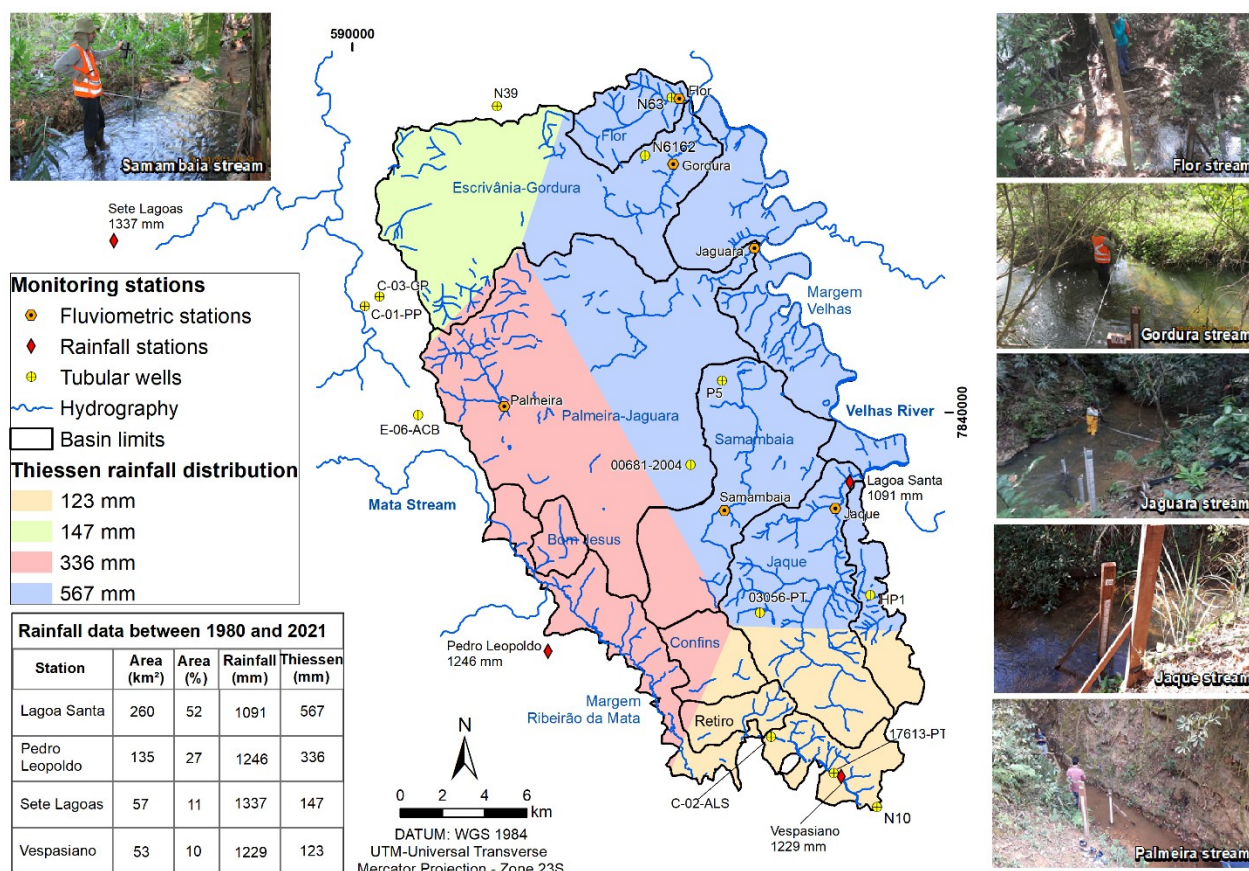 Samambaia stream
590000
N39
N63
Flor
Flor
N6162
Gordura
Escrivânia-Gordura
Sete Lagoas
1337 mm
Jaguara
Margem
Velhas
C-03-GP
C-01-PP
Monitoring stations
Fluviometric stations
Rainfall stations
Tubular wells
Hydrography
Basin limits
Thiessen rainfall distribution
123 mm
147 mm
336 mm
567 mm
Palmeira
Palmeira-Jaguara
P5
Velhas River
7840000
E-06-ACB
Samambaia
00681-2004
Lagoa Santa
1091 mm
Mata Stream
Samambaia
Jaque
Bom Jesus
Jaque
03056-PT
HP1
Confins
Pedro Leopoldo
1246 mm
Margem
Ribeirão da Mata
Retiro
17613-PT
C-02-ALS
N10
Vespasiano
1229 mm
N
0 2 4 6
km
DATUM: WGS 1984
UTM-Universal Transverse
Mercator Projection - Zone 23S
Rainfall data between 1980 and 2021
Station Area (km²) Area (%) Rainfall (mm) Thiessen (mm)
Lagoa Santa 260 52 1091 567
Pedro Leopoldo 135 27 1246 336
Sete Lagoas 57 11 1337 147
Vespasiano 53 10 1229 123
Flor stream
Gordura stream
Jaguara stream
Jaque stream
Palmeira stream